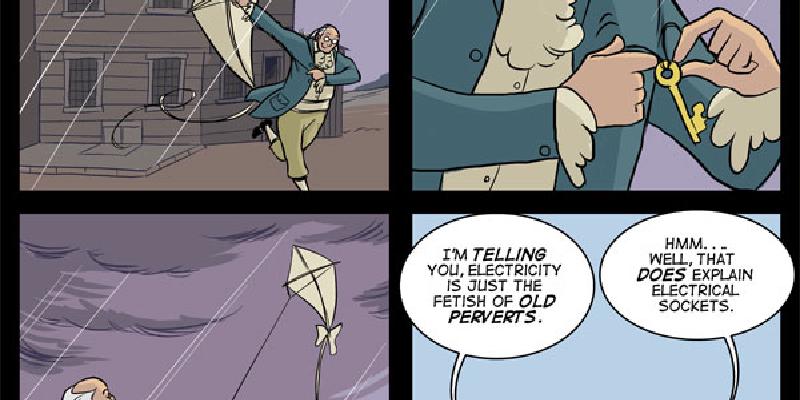 I'M TELLING
YOU, ELECTRICITY
IS JUST THE
FETISH OF OLD
PERVERTS.
HMM...
WELL, THAT
DOES EXPLAIN
ELECTRICAL
SOCKETS.